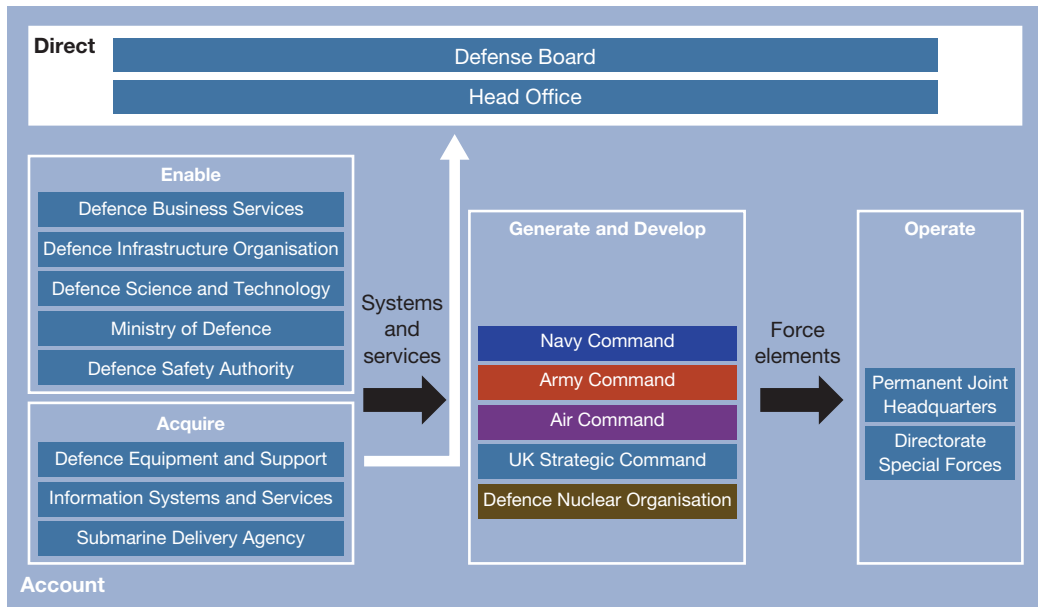 Direct
Defense Board
Head Office
Enable
Defence Business Services
Defence Infrastructure Organisation
Defence Science and Technology
Ministry of Defence
Defence Safety Authority
Acquire
Defence Equipment and Support
Information Systems and Services
Submarine Delivery Agency
Systems
and
services
Generate and Develop
Navy Command
Army Command
Air Command
UK Strategic Command
Defence Nuclear Organisation
Force
elements
Operate
Permanent Joint
Headquarters
Directorate
Special Forces
Account